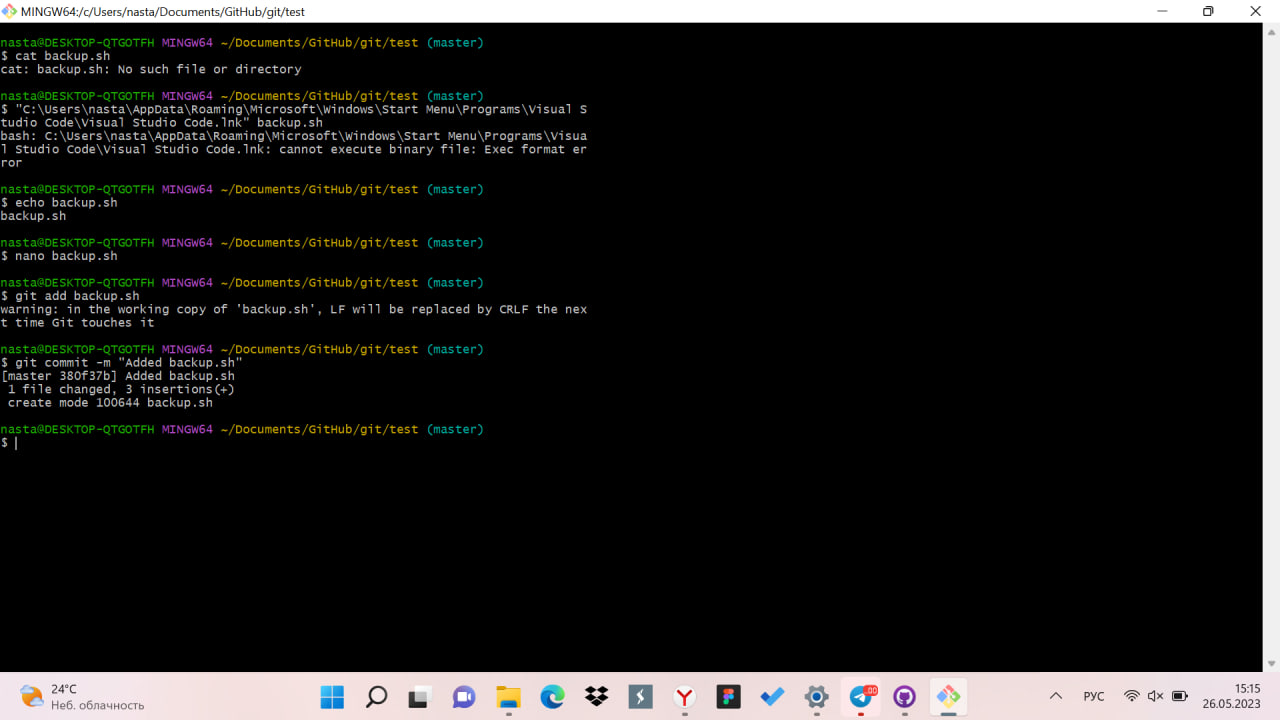 MINGW64:/c/Users/nasta/Documents/GitHub/git/test
nasta@DESKTOP-QTGOTFH MINGW64 ~/Documents/GitHub/git/test (master)
$ cat backup.sh
cat: backup.sh: No such file or directory
nasta@DESKTOP-QTGOTFH MINGW64 ~/Documents/GitHub/git/test (master)
$ "C:\Users\nasta\AppData\Roaming\Microsoft\Windows\Start Menu\Programs\Visual S
tudio Code\Visual Studio Code.lnk" backup.sh
bash: C:\Users\nasta\AppData\Roaming\Microsoft\Windows\Start Menu\Programs\Visua
l Studio Code\Visual Studio Code.lnk: cannot execute binary file: Exec format er
ror
nasta@DESKTOP-QTGOTFH MINGW64 ~/Documents/GitHub/git/test (master)
$ echo backup.sh
backup.sh
nasta@DESKTOP-QTGOTFH MINGW64 ~/Documents/GitHub/git/test (master)
$ nano backup.sh
nasta@DESKTOP-QTGOTFH MINGW64 ~/Documents/GitHub/git/test (master)
$ git add backup.sh
warning: in the working copy of 'backup.sh', LF will be replaced by CRLF the nex
t time Git touches it
nasta@DESKTOP-QTGOTFH MINGW64 ~/Documents/GitHub/git/test (master)
$ git commit -m "Added backup.sh"
[master 380f37b] Added backup.sh
1 file changed, 3 insertions(+)
create mode 100644 backup.sh
nasta@DESKTOP-QTGOTFH MINGW64 ~/Documents/GitHub/git/test (master)
$
24°C
Неб. облачность
..00
РУС
15:15
26.05.2023